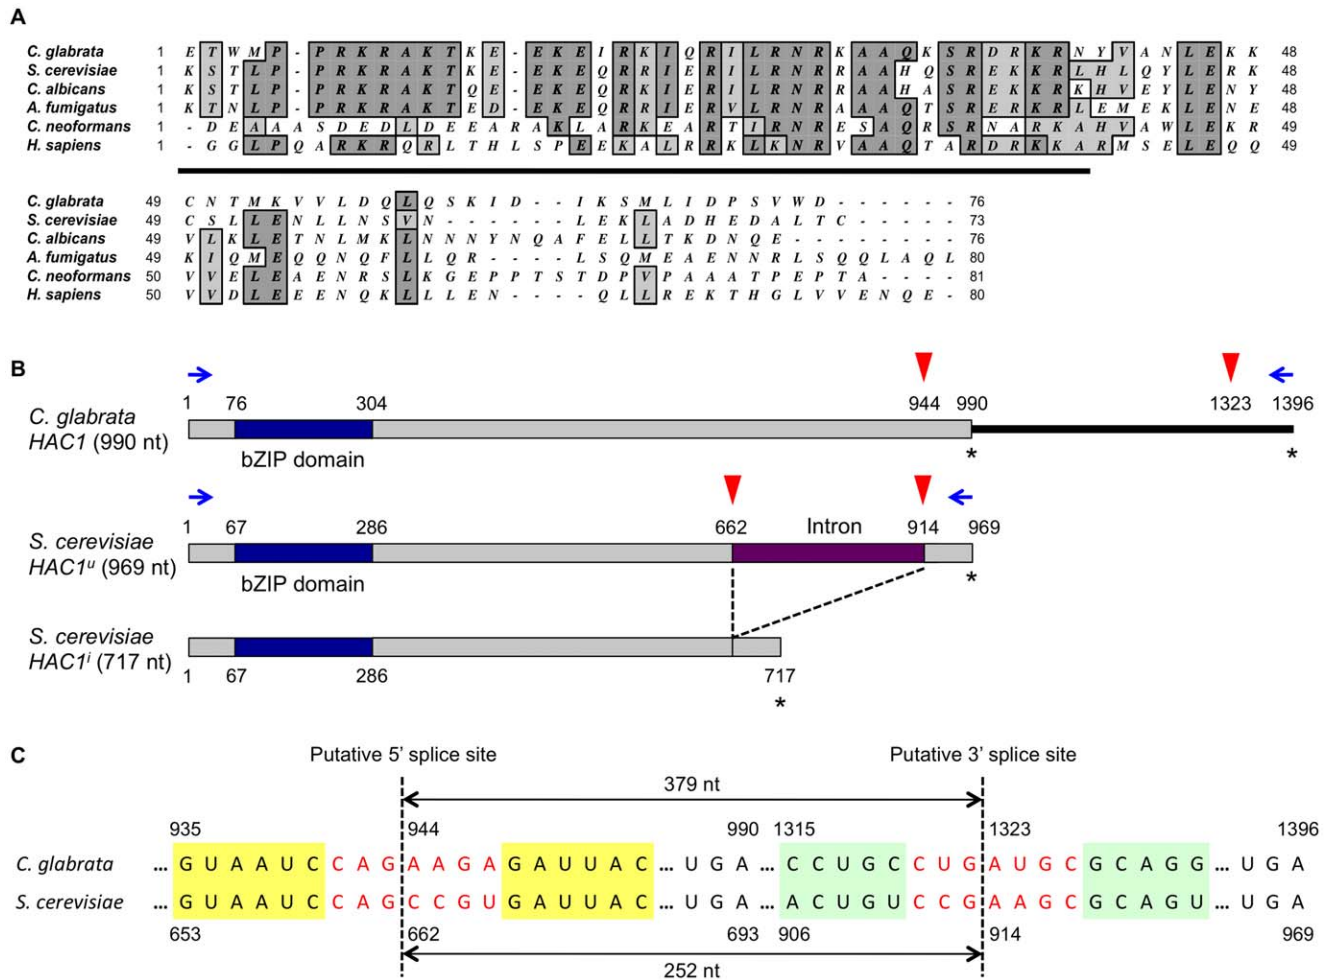 A
C. glabrata 1 E T W M P - P R K R A K T K E - E K E I R K I Q R I L R N R K A A Q K S R D R K R N Y V A N L E K K 48
S. cerevisiae 1 K S T L P - P R K R A K T K E - E K E Q R R I E R I L R N R R A A H Q S R E K K R L H L Q Y L E R K 48
C. albicans 1 K S T L P - P R K R A K T Q E - E K E Q R K I E R I L R N R R A A H A S R E K K R K H V E Y L E N Y 48
A. fumigatus 1 K T N L P - P R K R A K T E D - E K E Q R R I E R V L R N R A A A Q T S R E R K R L E M E K L E N E 48
C. neoformans 1 - D E A A A S D E D L D E E A R A K L A R K E A R T I R N R E S A Q R S R N A R K A H V A W L E K R 49
H. sapiens 1 - G G L P Q A R K R Q R L T H L S P E E K A L R R K L K N R V A A Q T A R D R K K A R M S E L E Q Q 49
C. glabrata 49 C N T M K V V L D Q L Q S K I D - - I K S M L I D P S V W D - - - - - - 76
S. cerevisiae 49 C S L L E N L L N S V N - - - - - - L E K L A D H E D A L T C - - - - - 73
C. albicans 49 V L K L E T N L M K L N N N Y N Q A F E L L T K D N Q E - - - - - - - - 76
A. fumigatus 49 K I Q M E Q Q N Q F L L Q R - - - - L S Q M E A E N N R L S Q Q L A Q L 80
C. neoformans 50 V V E L E A E N R S L K G E P P T S T D P V P A A A T P E P T A - - - - 81
H. sapiens 50 V V D L E E E N Q K L L L E N - - - - Q L L R E K T H G L V V E N Q E - 80
B
1 76 304 944 990 1323 1396
C. glabrata
HAC1 (990 nt)
bZIP domain
* *
1 67 286 662 Intron 914 969
S. cerevisiae
HAC1ᵘ (969 nt)
bZIP domain
*
S. cerevisiae
HAC1ⁱ (717 nt)
1 67 286 717
*
C
Putative 5' splice site Putative 3' splice site
379 nt
935 944 990 1315 1323 1396
C. glabrata ... G U A A U C C A G A A G A G A U U A C ... U G A ... C C U G C C U G A U G C G C A G G ... U G A
S. cerevisiae ... G U A A U C C A G C C G U G A U U A C ... U G A ... A C U G U C C G A A G C G C A G U ... U G A
653 662 693 906 914 969
252 nt